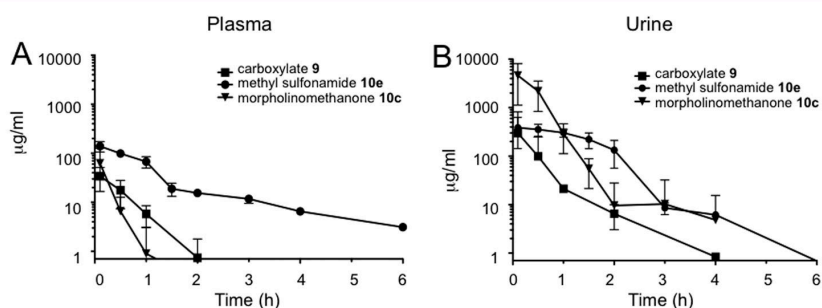 Plasma
A
10000
1000
100
10
1
µg/ml
carboxylate 9
methyl sulfonamide 10e
morpholinomethanone 10c
0 1 2 3 4 5 6
Time (h)
Urine
B
10000
1000
100
10
1
µg/ml
carboxylate 9
methyl sulfonamide 10e
morpholinomethanone 10c
0 1 2 3 4 5 6
Time (h)